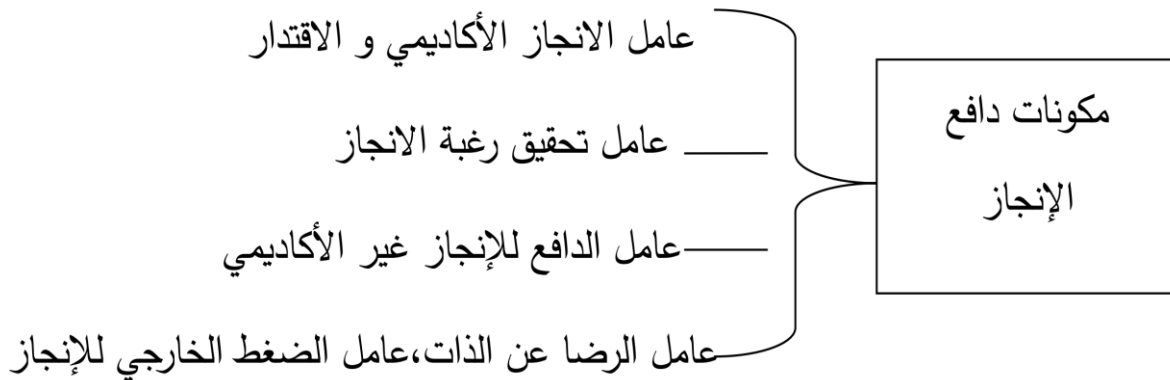 مكونات دافع
الإنجاز
عامل الانجاز الأكاديمي و الاقتدار
عامل تحقيق رغبة الانجاز
عامل الدافع للإنجاز غير الأكاديمي
عامل الرضا عن الذات،عامل الضغط الخارجي للإنجاز